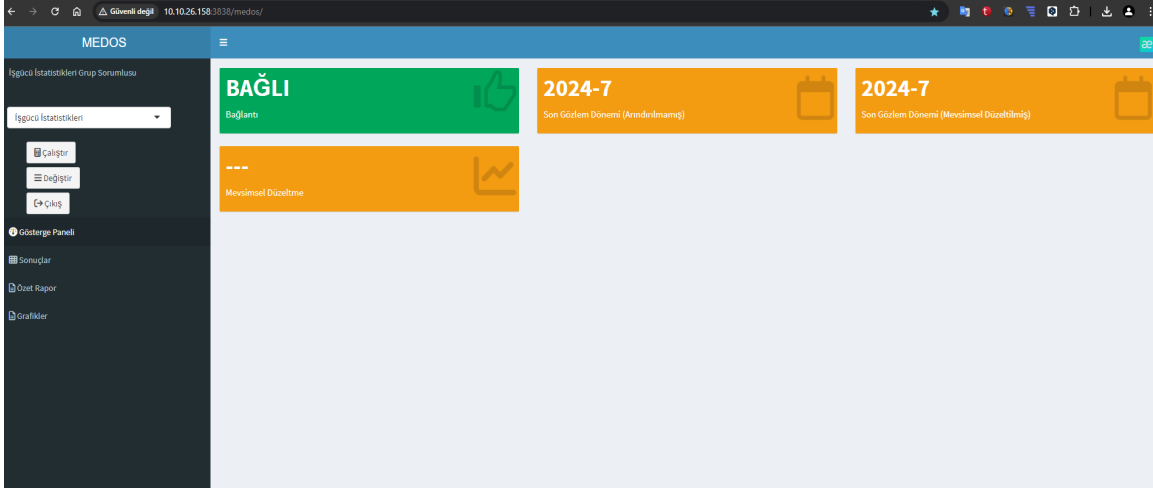 Güvenli değil 10.10.26.158:3838/medos/
MEDOS
İşgücü İstatistikleri Grup Sorumlusu
İşgücü İstatistikleri
Çalıştır
Değiştir
Çıkış
Gösterge Paneli
Sonuçlar
Özet Rapor
Grafikler
BAĞLI
Bağlantı
2024-7
Son Gözlem Dönemi (Arındırılmamış)
2024-7
Son Gözlem Dönemi (Mevsimsel Düzeltilmiş)
---
Mevsimsel Düzeltme
æ